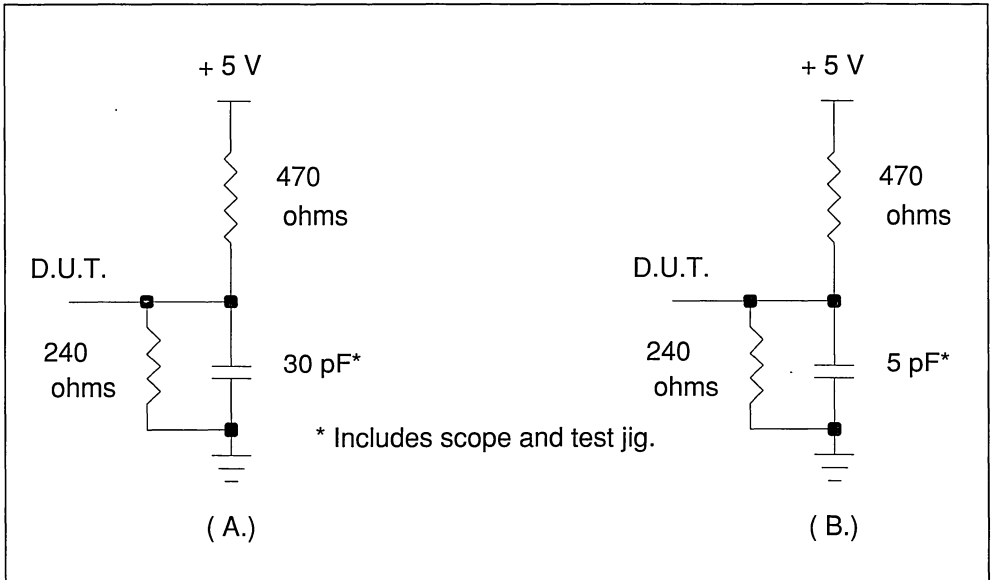 + 5 V
470
ohms
D.U.T.
240
ohms
30 pF*
* Includes scope and test jig.
( A.)
+ 5 V
470
ohms
D.U.T.
240
ohms
5 pF*
( B.)